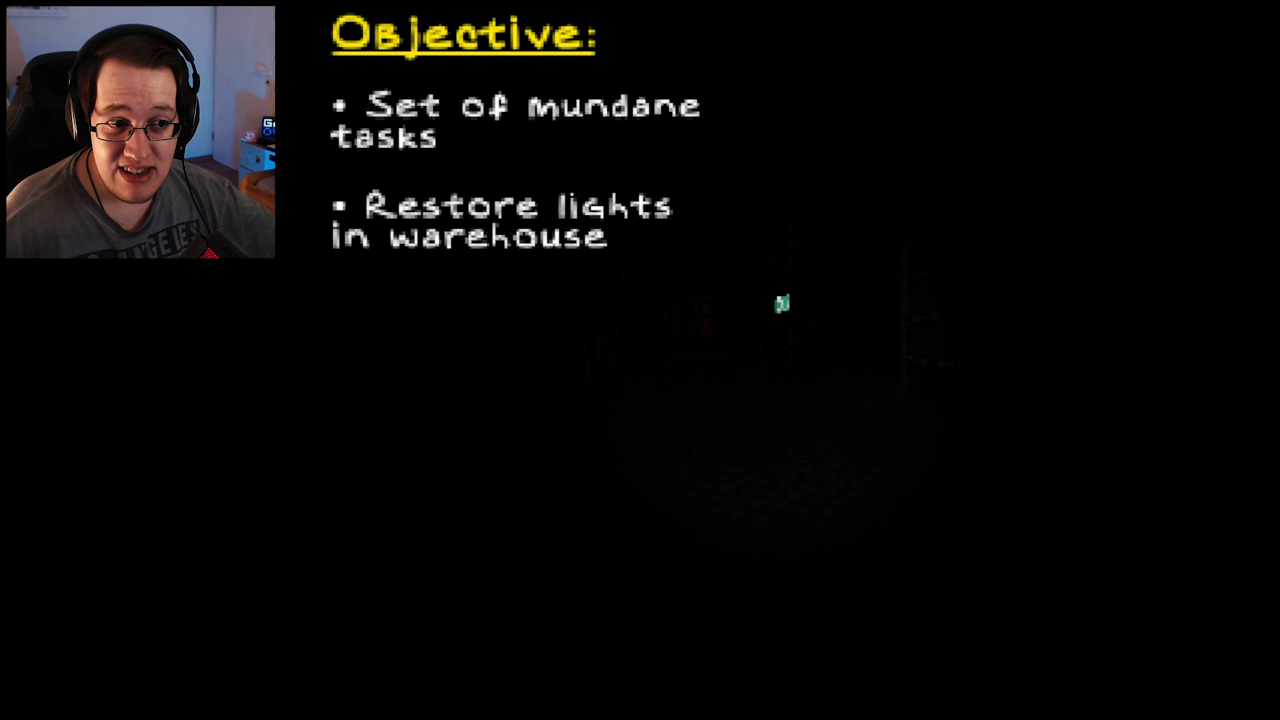 Objective:
• Set of mundane
tasks
• Restore lights
in warehouse